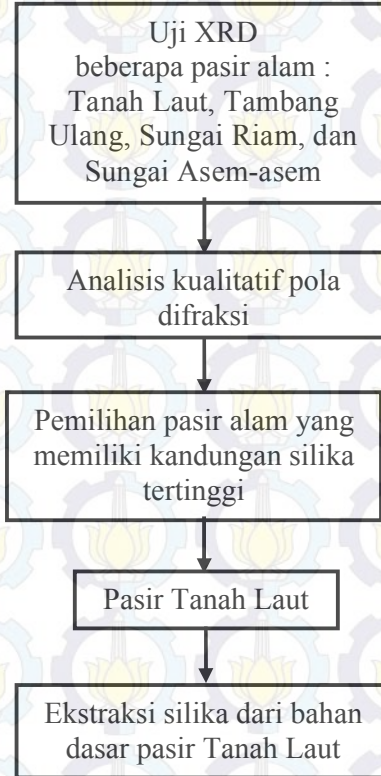 Uji XRD
beberapa pasir alam :
Tanah Laut, Tambang
Ulang, Sungai Riam, dan
Sungai Asem-asem
Analisis kualitatif pola
difraksi
Pemilihan pasir alam yang
memiliki kandungan silika
tertinggi
Pasir Tanah Laut
Ekstraksi silika dari bahan
dasar pasir Tanah Laut